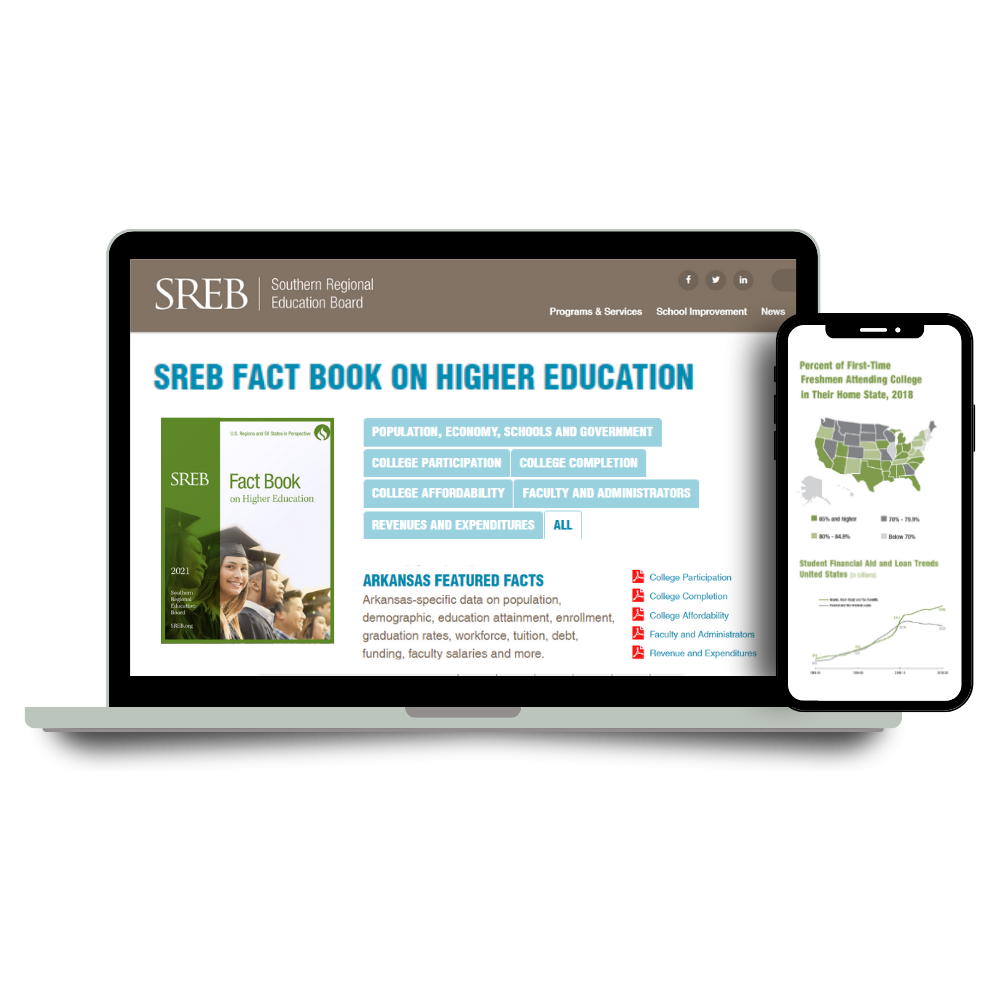 SREB
Southern Regional
Education Board
f
in
Programs & Services School Improvement News
SREB FACT BOOK ON HIGHER EDUCATION
U.S. Regions and 50 States in Perspective
SREB
Fact Book
on Higher Education
2021
Southern
Regional
Education
Board
SREB.org
POPULATION, ECONOMY, SCHOOLS AND GOVERNMENT
COLLEGE PARTICIPATION COLLEGE COMPLETION
COLLEGE AFFORDABILITY FACULTY AND ADMINISTRATORS
REVENUES AND EXPENDITURES ALL
ARKANSAS FEATURED FACTS
Arkansas-specific data on population,
demographic, education attainment, enrollment,
graduation rates, workforce, tuition, debt,
funding, faculty salaries and more.
College Participation
College Completion
College Affordability
Faculty and Administrators
Revenue and Expenditures
Percent of First-Time
Freshmen Attending College
in Their Home State, 2018
85% and higher 70% - 79.9%
80% - 84.9% Below 70%
Student Financial Aid and Loan Trends
United States (in billions)